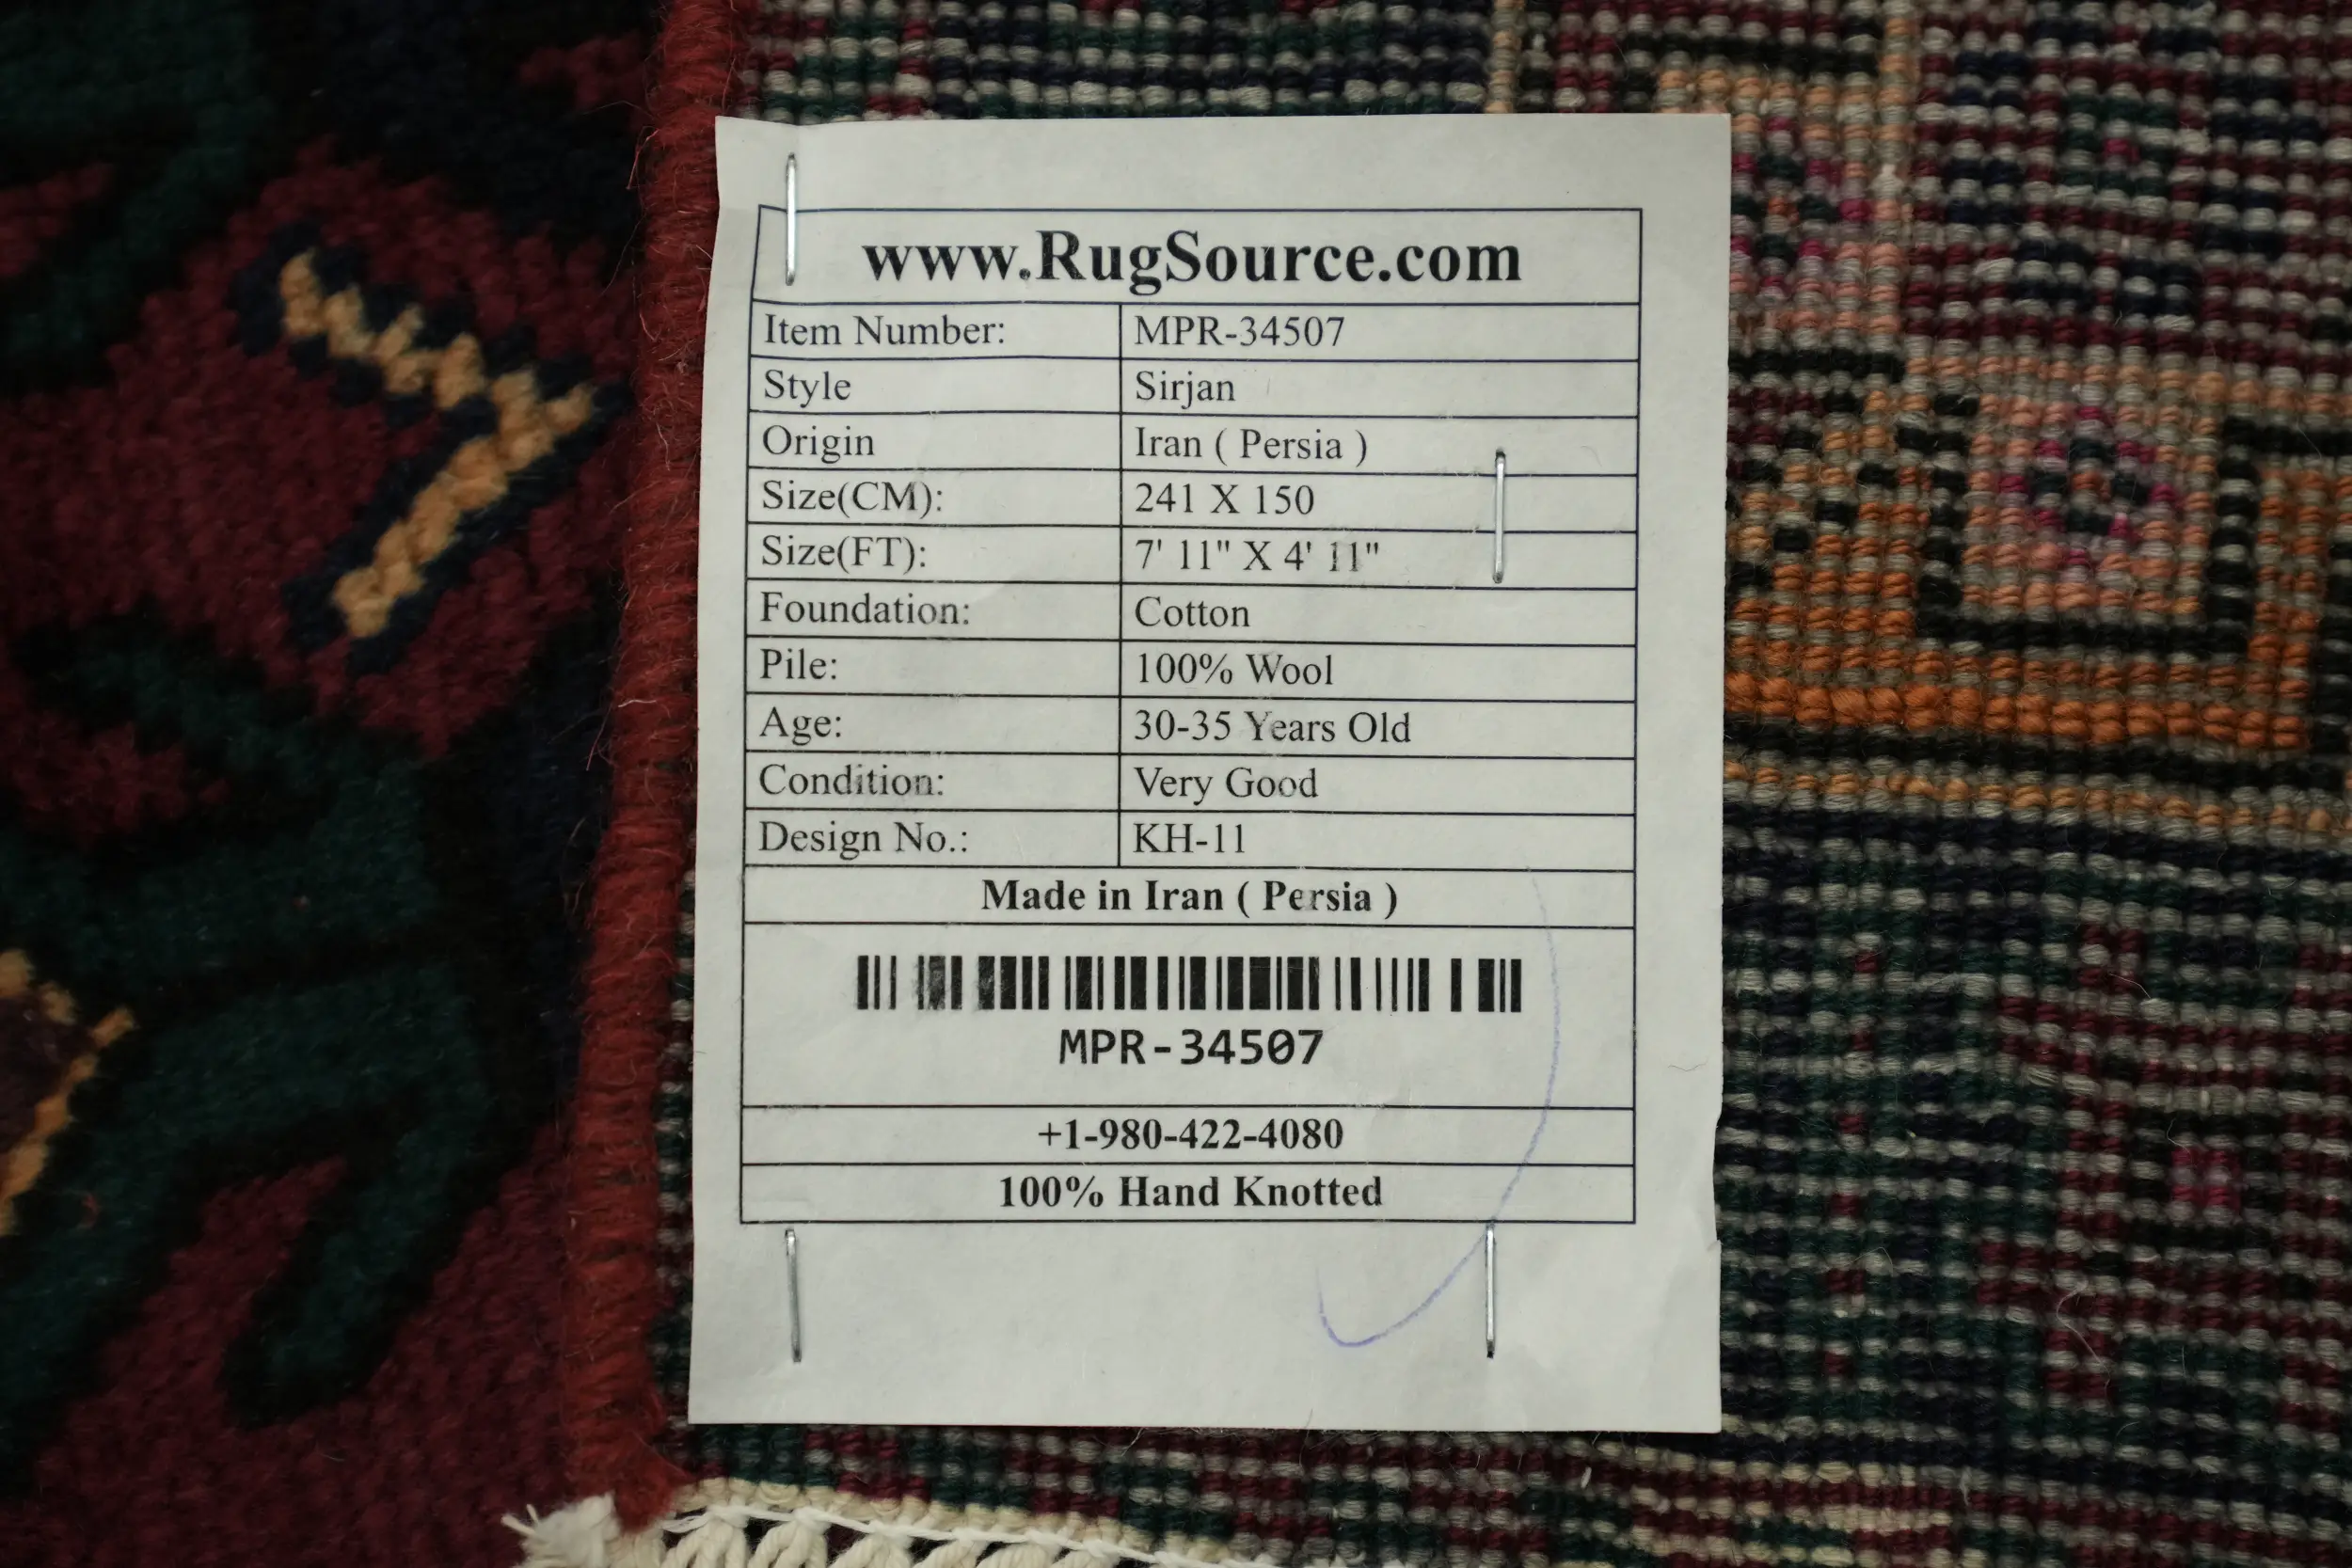 www.RugSource.com
Item Number: MPR-34507
Style Sirjan
Origin Iran ( Persia )
Size(CM): 241 X 150
Size(FT): 7' 11" X 4' 11"
Foundation: Cotton
Pile: 100% Wool
Age: 30-35 Years Old
Condition: Very Good
Design No.: KH-11
Made in Iran ( Persia )
MPR-34507
+1-980-422-4080
100% Hand Knotted